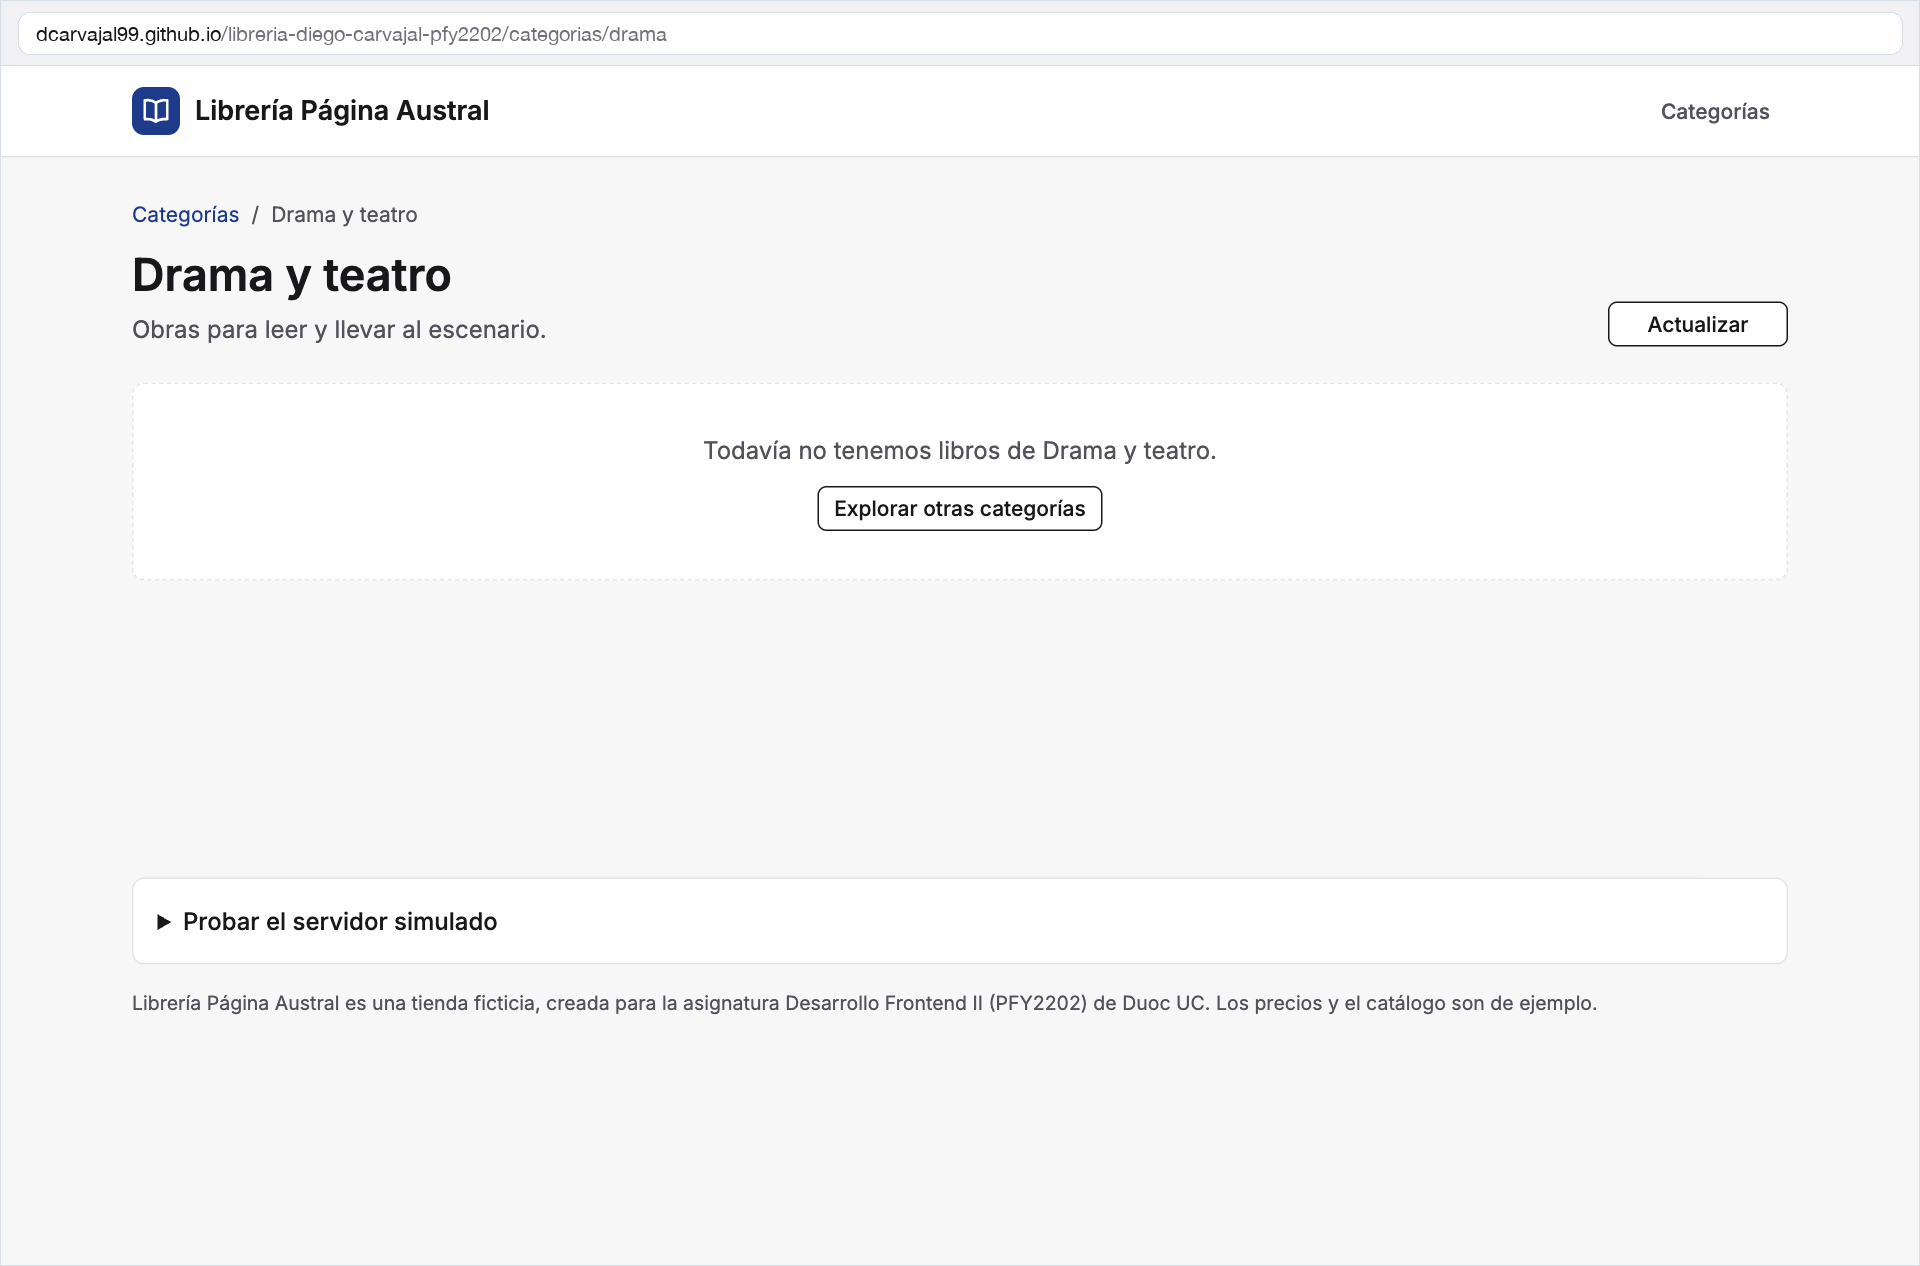 dcarvajal99.github.io/libreria-diego-carvajal-pfy2202/categorias/drama
Librería Página Austral
Categorías
Categorías / Drama y teatro
Drama y teatro
Obras para leer y llevar al escenario.
Actualizar
Todavía no tenemos libros de Drama y teatro.
Explorar otras categorías
Probar el servidor simulado
Librería Página Austral es una tienda ficticia, creada para la asignatura Desarrollo Frontend II (PFY2202) de Duoc UC. Los precios y el catálogo son de ejemplo.